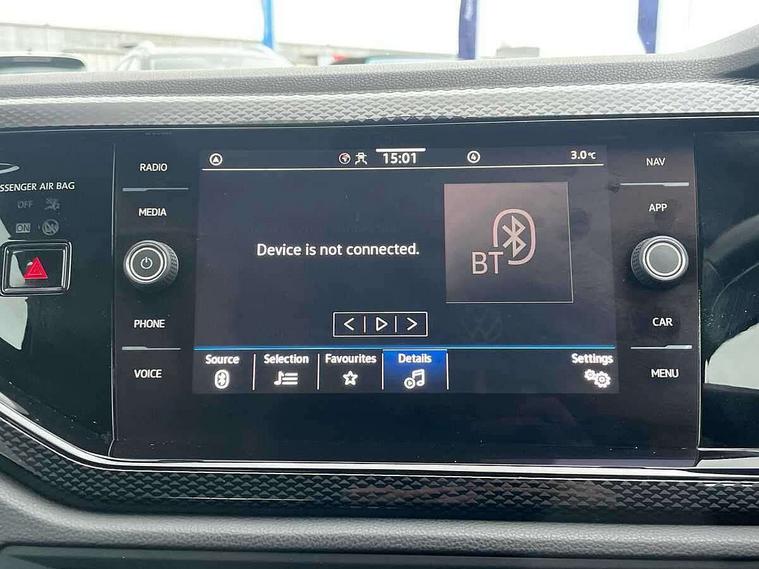 SSENGER AIR BAG
OFF
ON
RADIO
MEDIA
PHONE
VOICE
15:01
4
3.0°C
Device is not connected.
BT
Source
Selection
Favourites
Details
Settings
NAV
APP
CAR
MENU